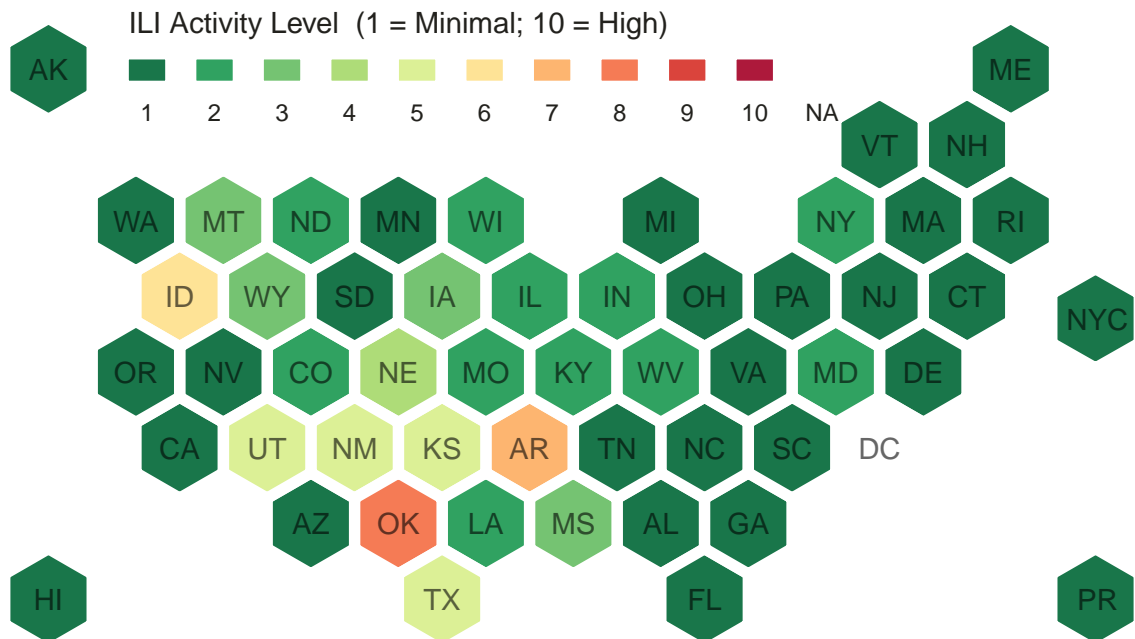 ILI Activity Level (1 = Minimal; 10 = High)
AK
ME
1 2 3 4 5 6 7 8 9 10 NA
VT NH
WA MT ND MN WI MI NY MA RI
ID WY SD IA IL IN OH PA NJ CT
NYC
OR NV CO NE MO KY WV VA MD DE
CA UT NM KS AR TN NC SC DC
AZ OK LA MS AL GA
HI TX FL PR